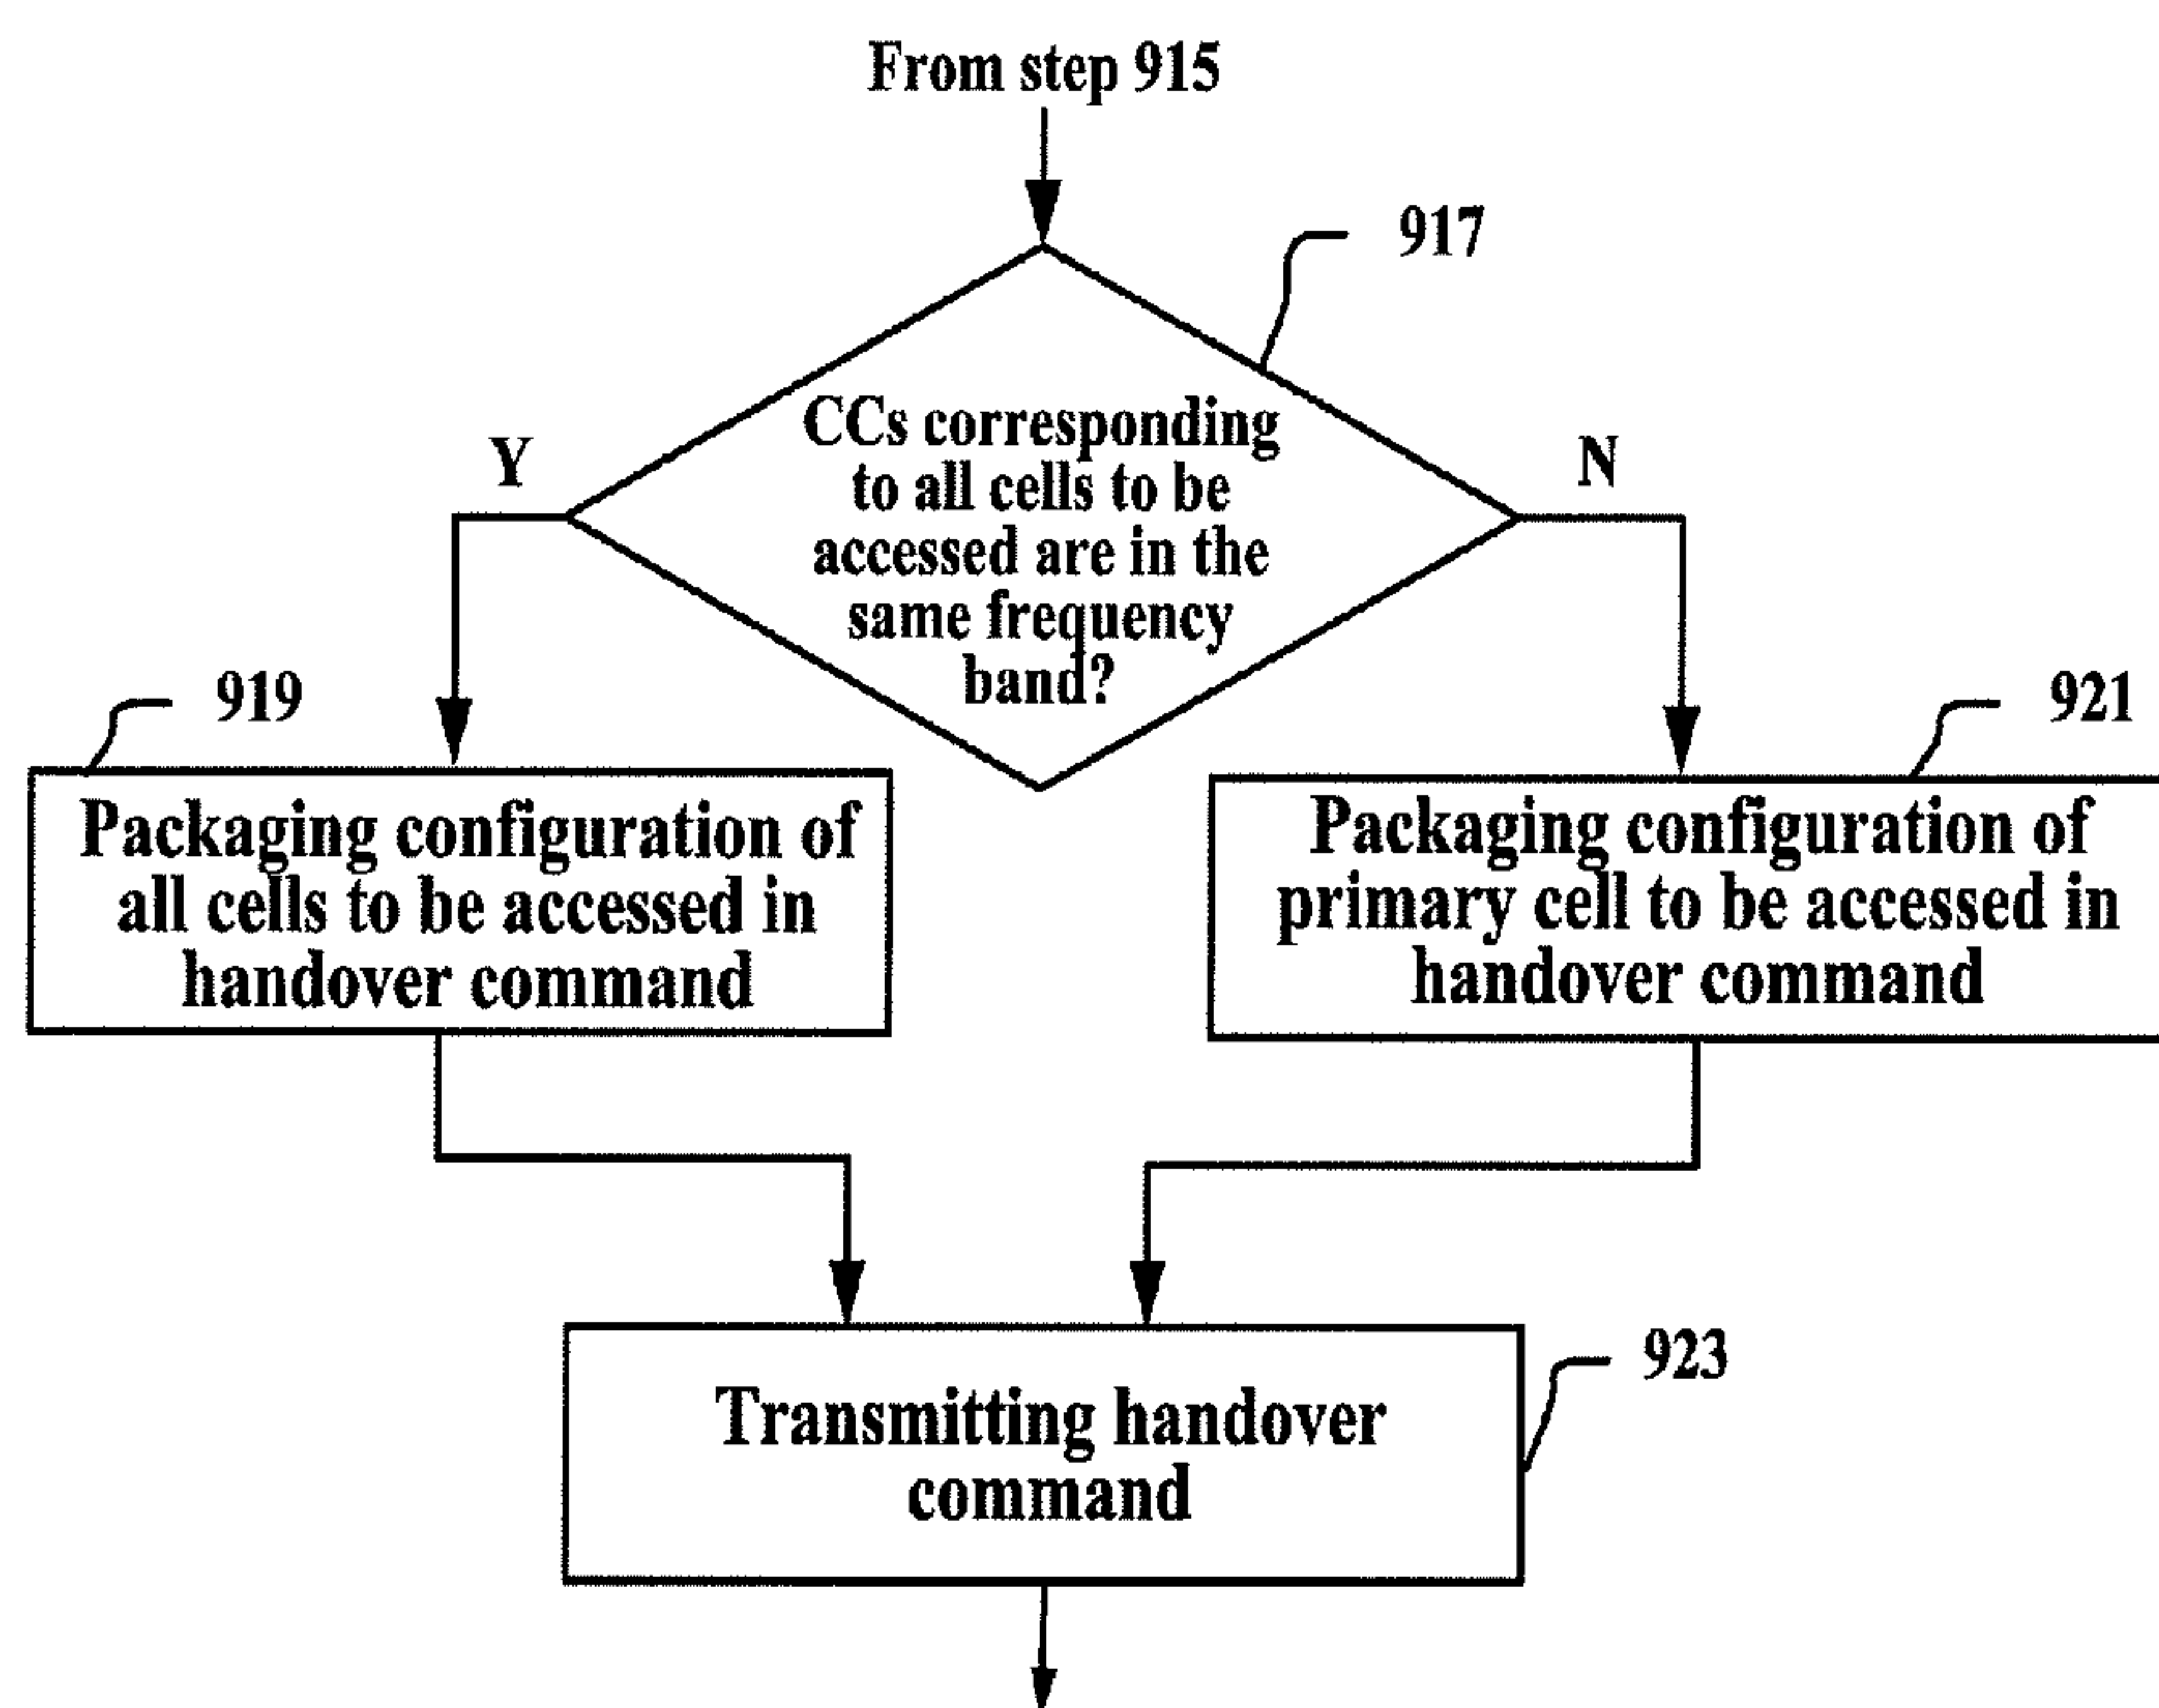 From step 915
917
CCs corresponding
to all cells to be
accessed are in the
same frequency
band?
Y
N
919
Packaging configuration of
all cells to be accessed in
handover command
921
Packaging configuration of
primary cell to be accessed in
handover command
923
Transmitting handover
command